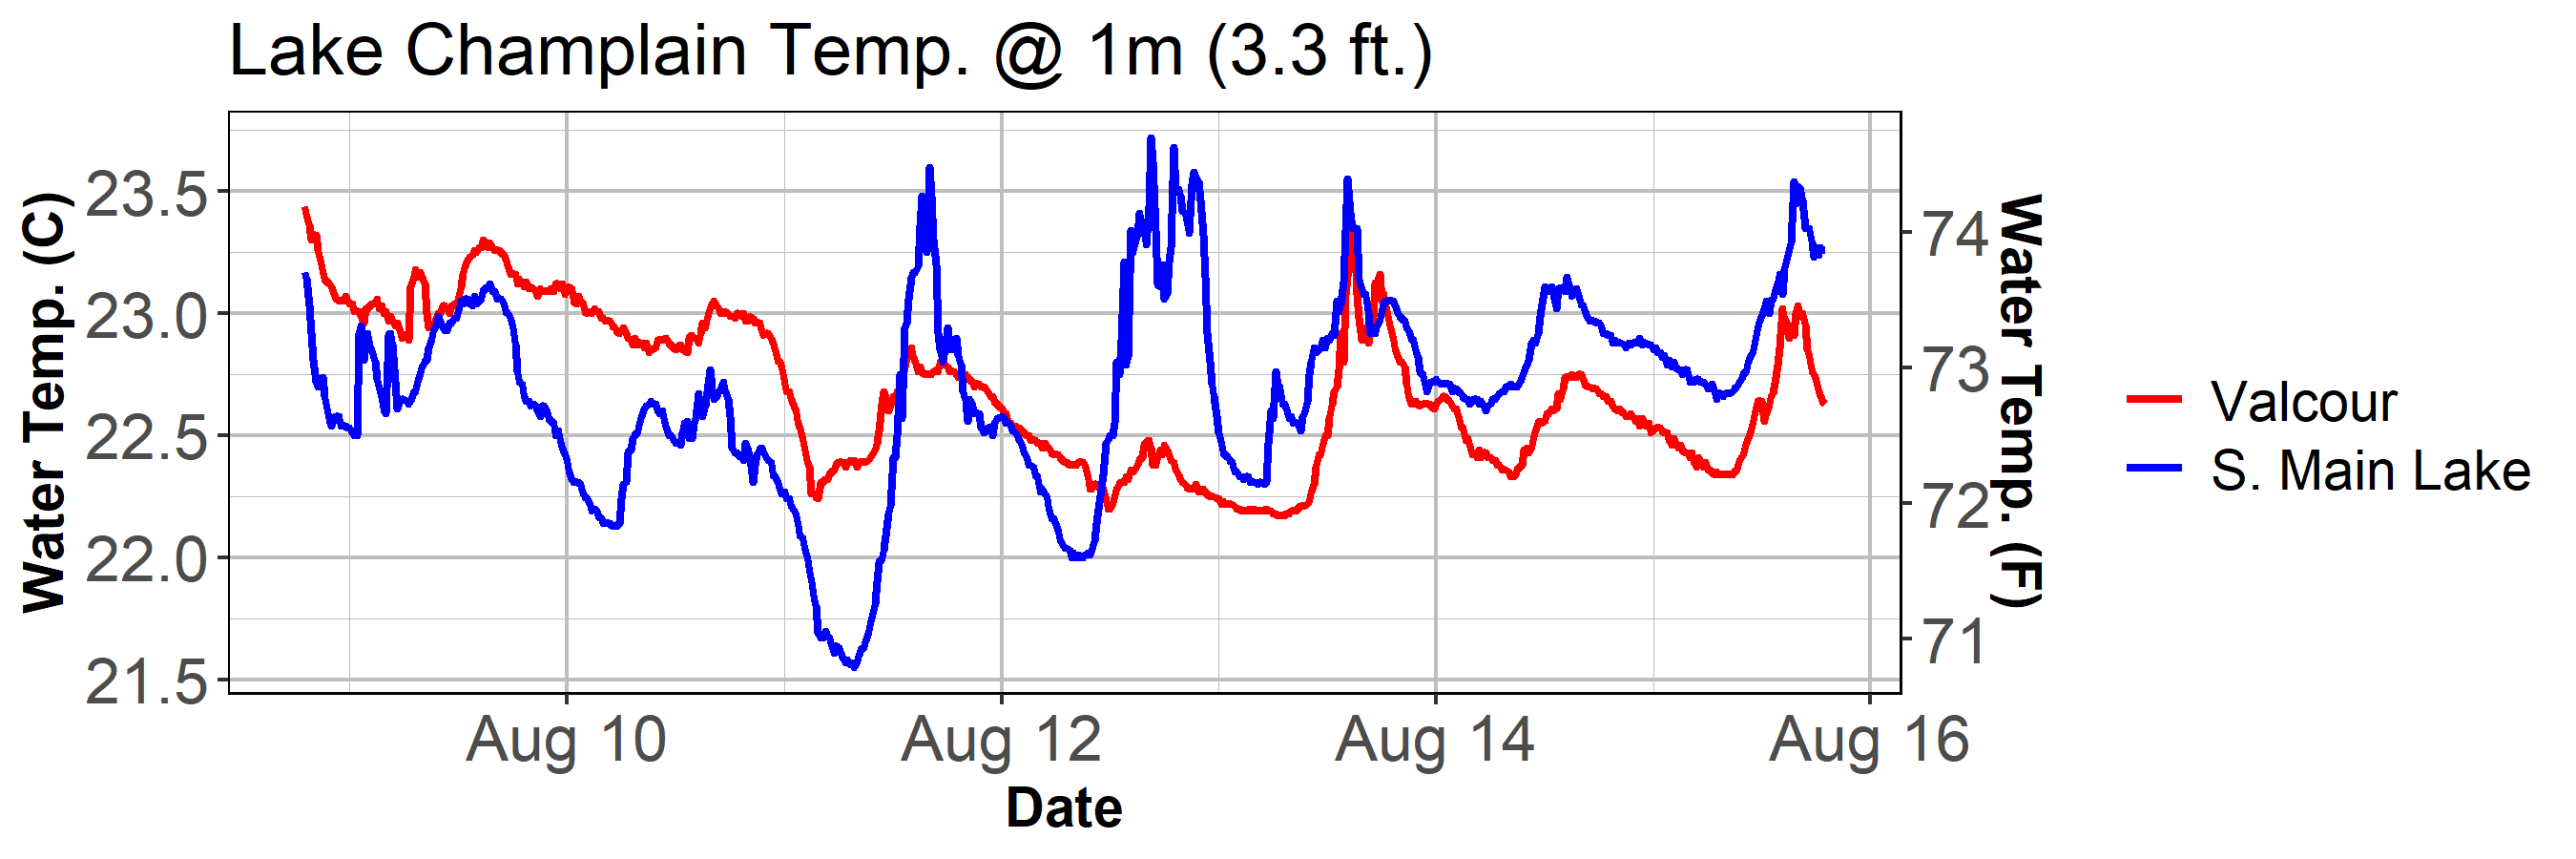 Lake Champlain Temp. @ 1m (3.3 ft.)
Water Temp. (C)
23.5
23.0
22.5
22.0
21.5
74
73
72
71
Water Temp. (F)
Aug 10
Aug 12
Aug 14
Aug 16
Date
Valcour
S. Main Lake